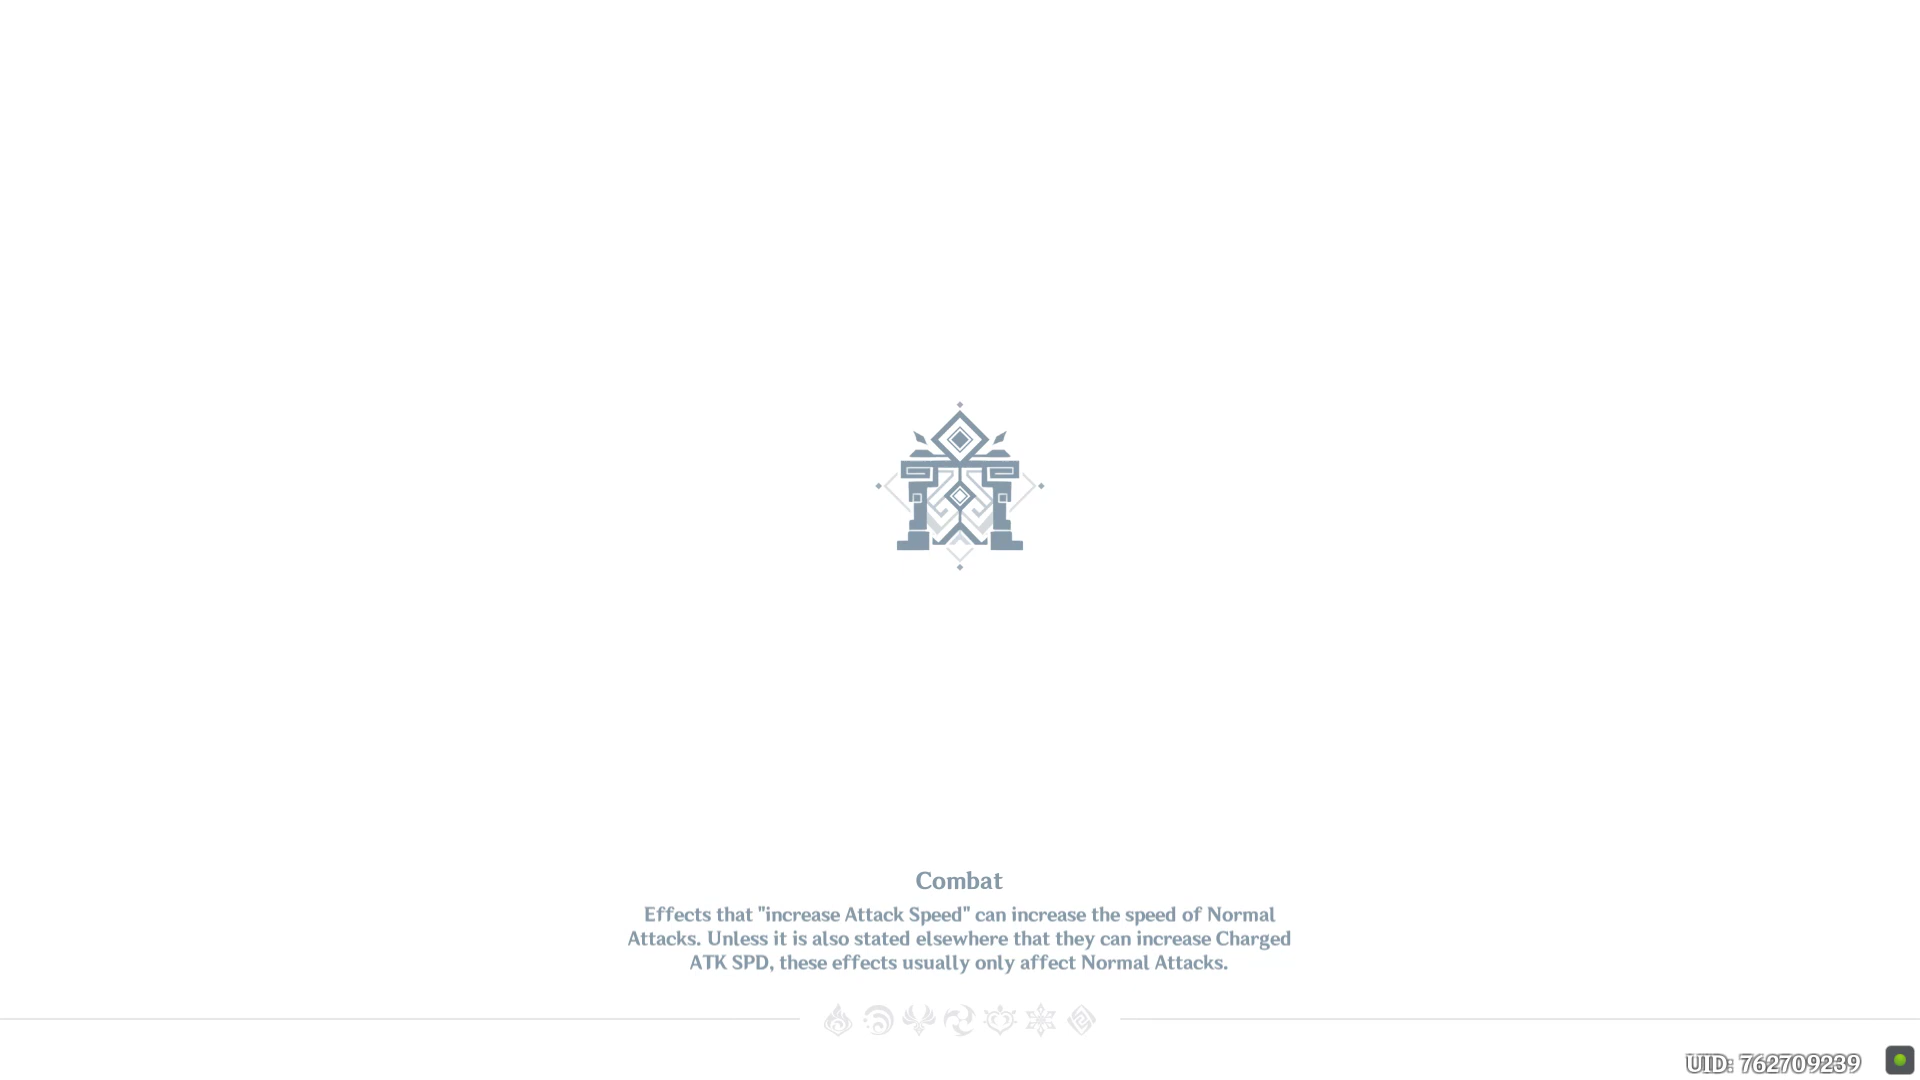 Combat
Effects that "increase Attack Speed" can increase the speed of Normal
Attacks. Unless it is also stated elsewhere that they can increase Charged
ATK SPD, these effects usually only affect Normal Attacks.
UID: 762709239